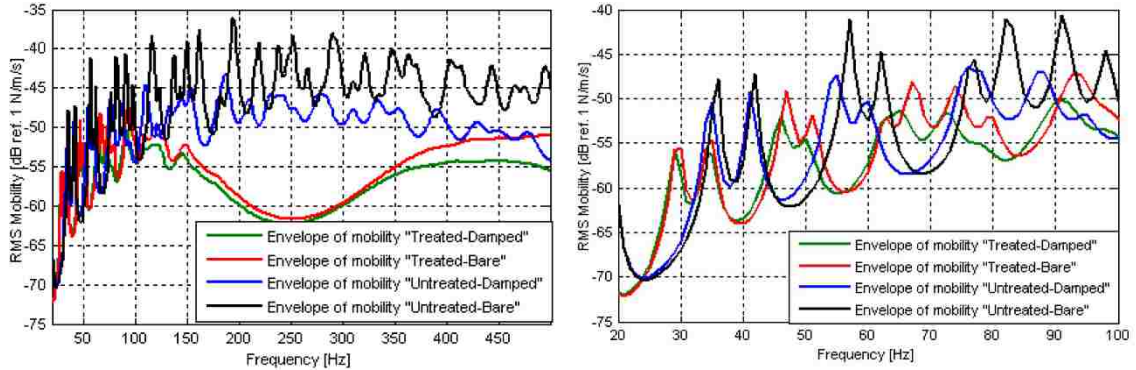 -35
-40
-45
-50
-55
-60
-65
-70
-75
RMS Mobility [dB ref. 1 N/m/s]
50 100 150 200 250 300 350 400 450
Frequency [Hz]
Envelope of mobility "Treated-Damped"
Envelope of mobility "Treated-Bare"
Envelope of mobility "Untreated-Damped"
Envelope of mobility "Untreated-Bare"
-40
-45
-50
-55
-60
-65
-70
-75
RMS Mobility [dB ref. 1 N/m/s]
20 30 40 50 60 70 80 90 100
Frequency [Hz]
Envelope of mobility "Treated-Damped"
Envelope of mobility "Treated-Bare"
Envelope of mobility "Untreated-Damped"
Envelope of mobility "Untreated-Bare"